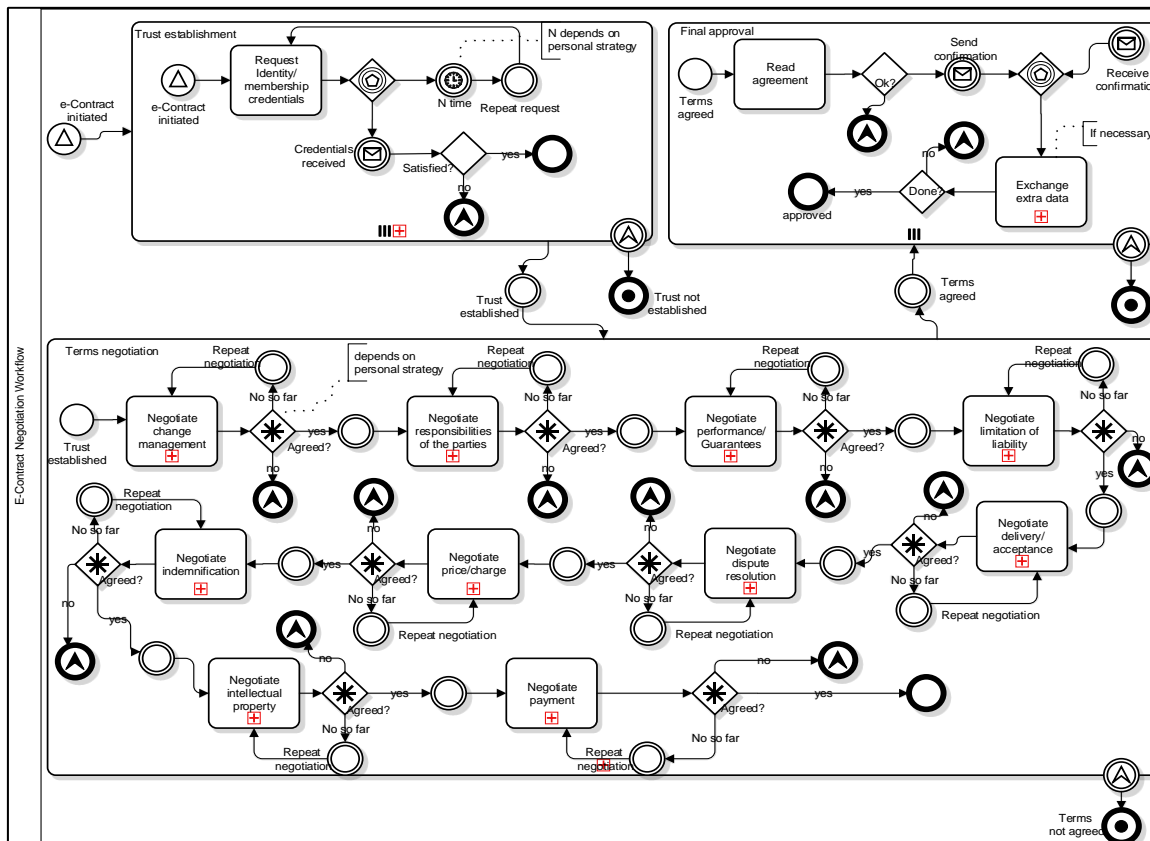 E-Contract Negotiation Workflow
e-Contract
initiated
Trust establishment
e-Contract
initiated
Request
Identity/
membership
credentials
N time
Repeat request
N depends on
personal strategy
Credentials
received
Satisfied?
yes
no
Trust not
established
Trust
established
Final approval
Terms
agreed
Read
agreement
Ok?
Send
confirmation
Receive
confirmation
If necessary
Exchange
extra data
Done?
no
yes
approved
Terms
agreed
Terms negotiation
Trust
established
Negotiate
change
management
Repeat
negotiation
No so far
depends on
personal strategy
Agreed?
yes
no
Negotiate
responsibilities
of the parties
Repeat
negotiation
No so far
Agreed?
yes
no
Negotiate
performance/
Guarantees
Repeat
negotiation
No so far
Agreed?
yes
no
Negotiate
limitation of
liability
Repeat
negotiation
No so far
Agreed?
no
yes
Negotiate
delivery/
acceptance
no
Agreed?
yes
No so far
Repeat negotiation
Negotiate
dispute
resolution
no
Agreed?
yes
No so far
Repeat negotiation
Negotiate
price/charge
no
Agreed?
yes
No so far
Repeat negotiation
Negotiate
indemnification
Repeat
negotiation
No so far
Agreed?
no
yes
Negotiate
intellectual
property
no
Agreed?
yes
No so far
Repeat
negotiation
Negotiate
payment
no
Agreed?
yes
No so far
Repeat
negotiation
Terms
not agreed